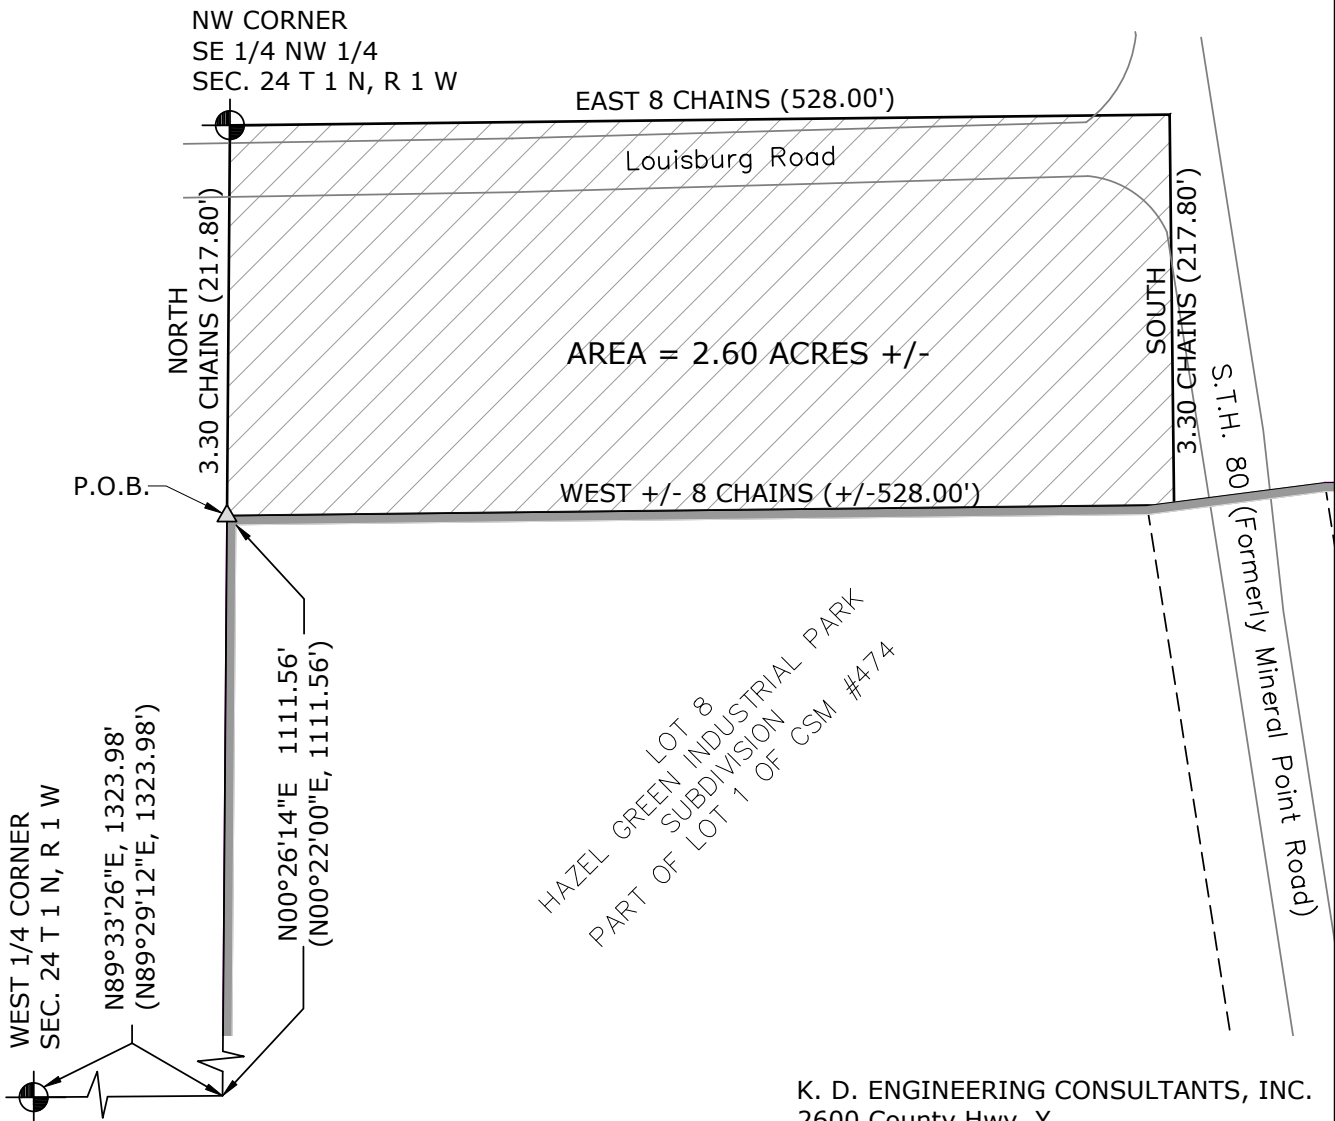 NW CORNER
SE 1/4 NW 1/4
SEC. 24 T 1 N, R 1 W
EAST 8 CHAINS (528.00')
Louisburg Road
NORTH
3.30 CHAINS (217.80')
SOUTH
3.30 CHAINS (217.80')
AREA = 2.60 ACRES +/-
S.T.H. 80 (Formerly Mineral Point Road)
P.O.B.
WEST +/- 8 CHAINS (+/-528.00')
N00°26'14"E 1111.56'
(N00°22'00"E, 1111.56')
LOT 8
HAZEL GREEN INDUSTRIAL PARK
SUBDIVISION
PART OF LOT 1 OF CSM #474
N89°33'26"E, 1323.98'
(N89°29'12"E, 1323.98')
WEST 1/4 CORNER
SEC. 24 T 1 N, R 1 W
K. D. ENGINEERING CONSULTANTS, INC.
2600 County Hwy. Y